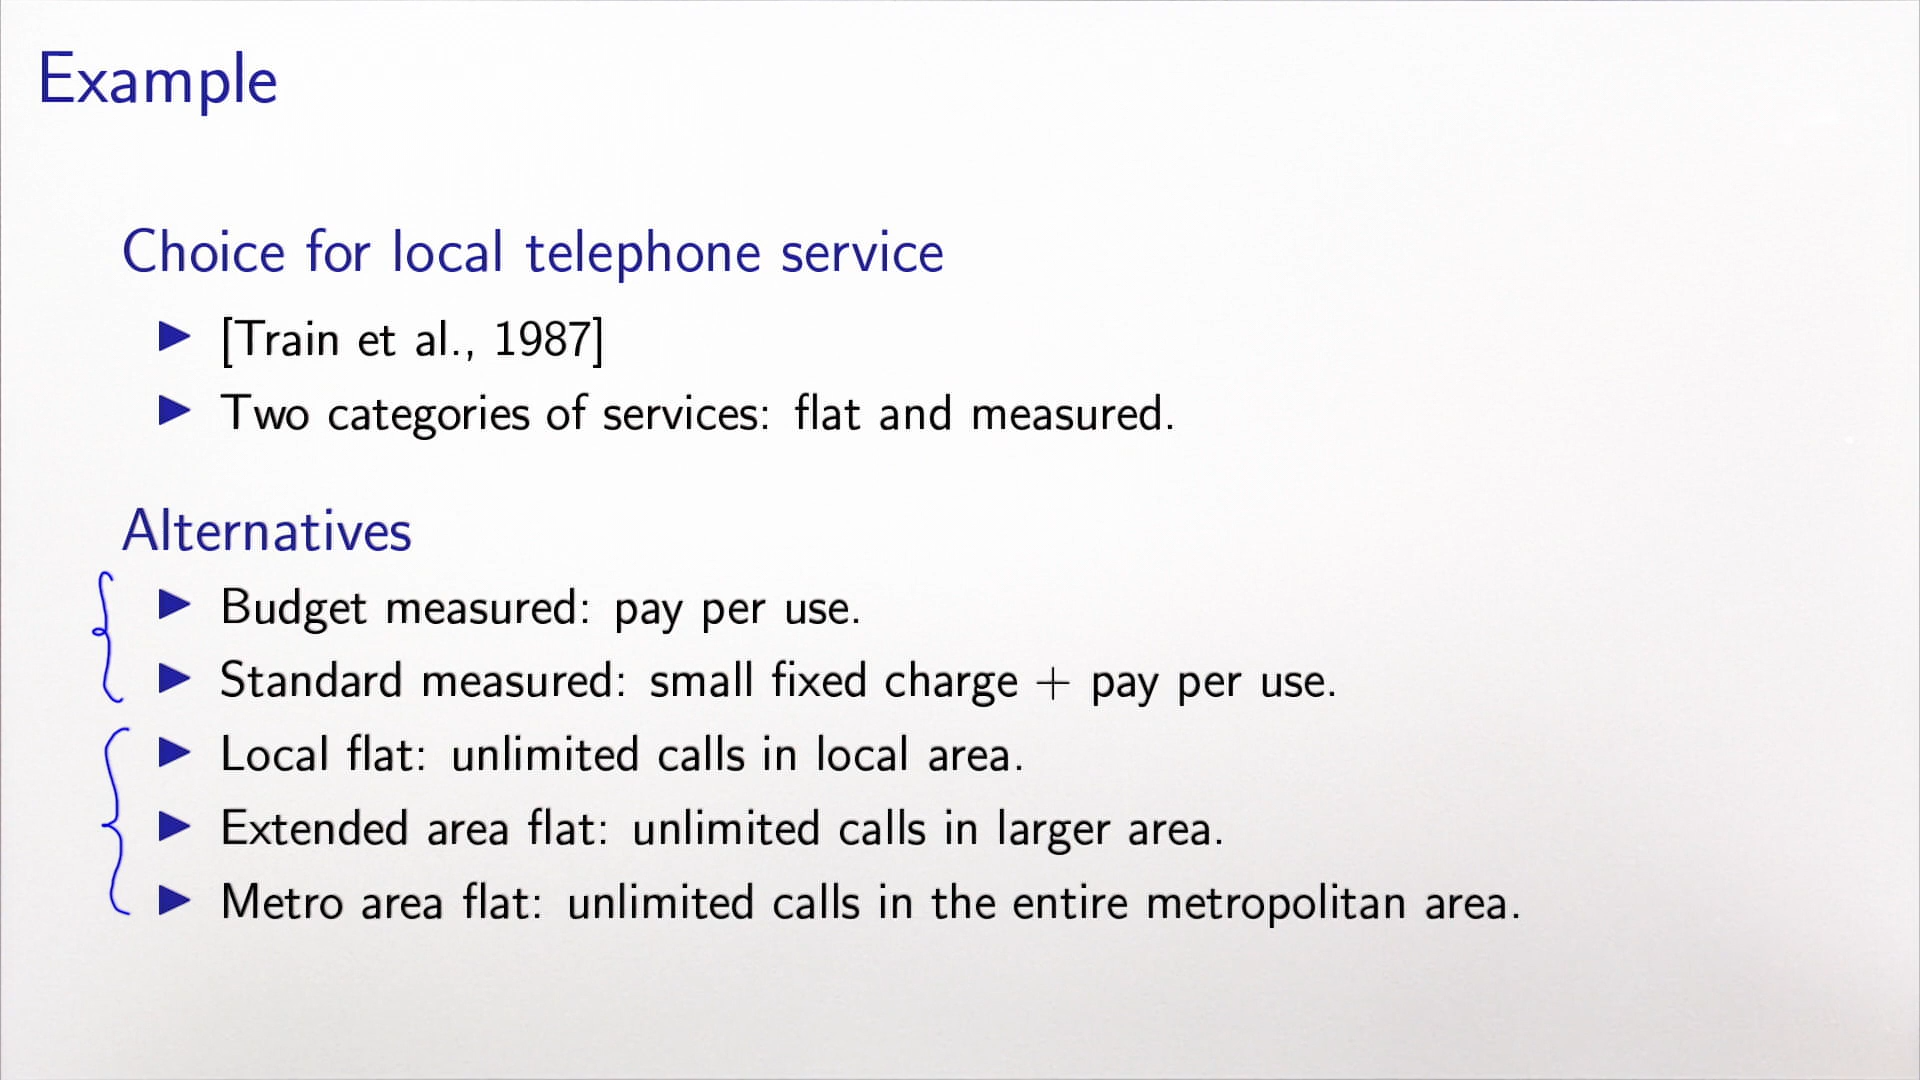 Example
Choice for local telephone service
▶ [Train et al., 1987]
▶ Two categories of services: flat and measured.
Alternatives
▶ Budget measured: pay per use.
▶ Standard measured: small fixed charge + pay per use.
▶ Local flat: unlimited calls in local area.
▶ Extended area flat: unlimited calls in larger area.
▶ Metro area flat: unlimited calls in the entire metropolitan area.